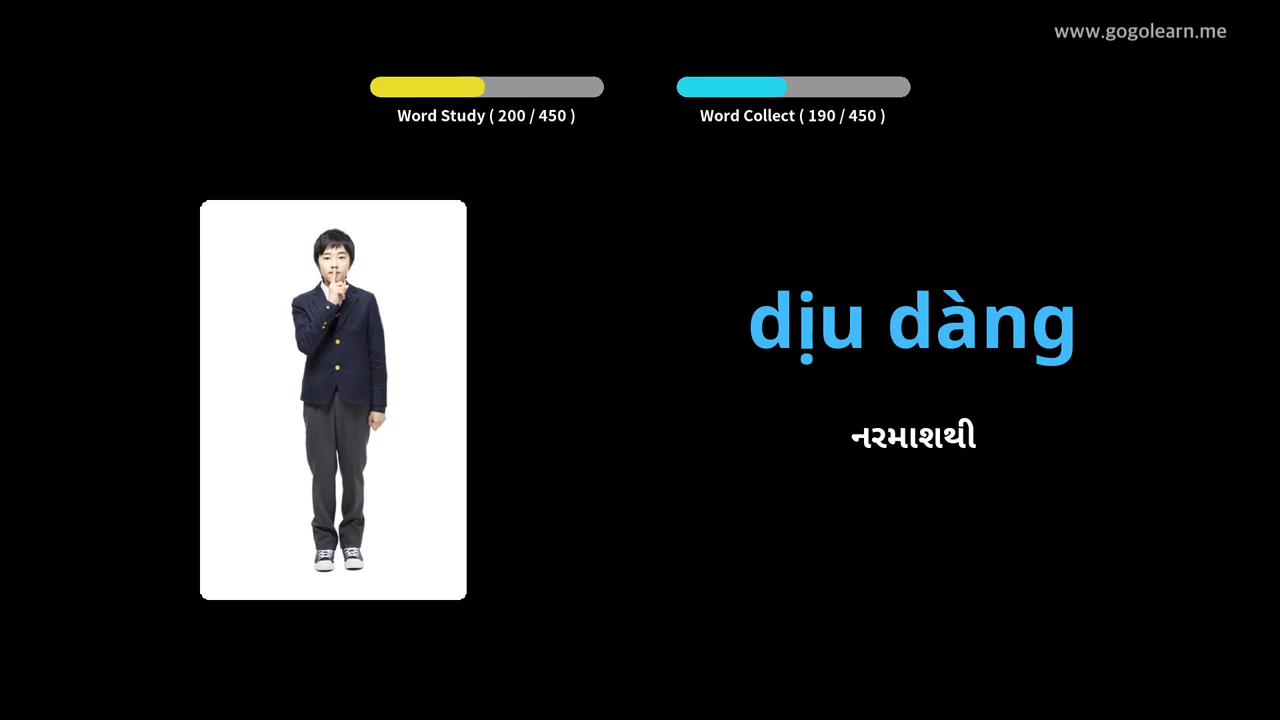 www.gogolearn.me
Word Study ( 200 / 450 )
Word Collect ( 190 / 450 )
dịu dàng
નરમાશથી